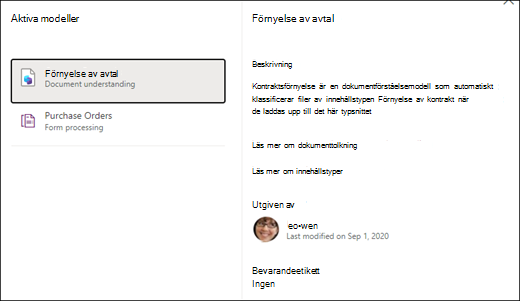 Aktiva modeller
Förnyelse av avtal
Document understanding
Purchase Orders
Form processing
Förnyelse av avtal
Beskrivning
Kontraktsförnyelse är en dokumentförståelsemodell som automatiskt
klassificerar filer av innehållstypen Förnyelse av kontrakt när
de laddas upp till det här typsnittet
Läs mer om dokumenttolkning
Läs mer om innehållstyper
Utgiven av
Last modified on Sep 1, 2020
Bevarandeetikett
Ingen